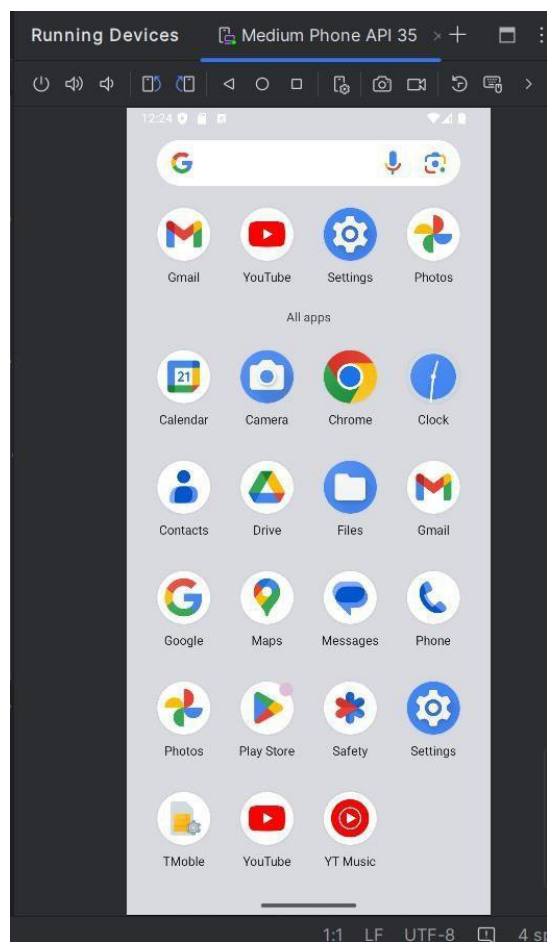 Running Devices Medium Phone API 35
12:24
Gmail YouTube Settings Photos
All apps
21
Calendar Camera Chrome Clock
Contacts Drive Files Gmail
Google Maps Messages Phone
Photos Play Store Safety Settings
TMoble YouTube YT Music
1:1 LF UTF-8 4 sp